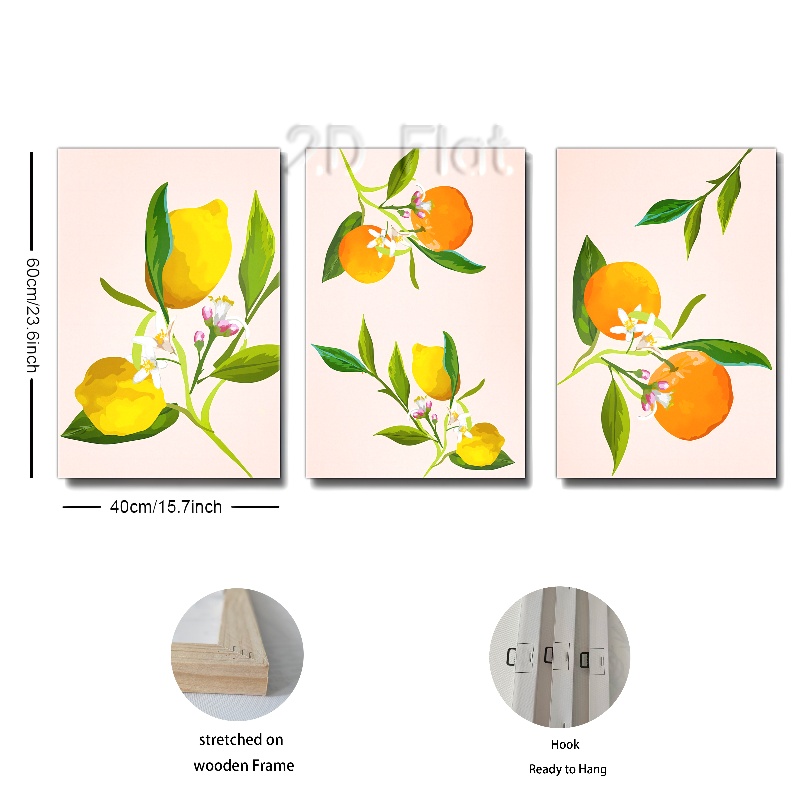 2D Flat.
60cm/23.6inch
40cm/15.7inch
stretched on
wooden Frame
Hook
Ready to Hang